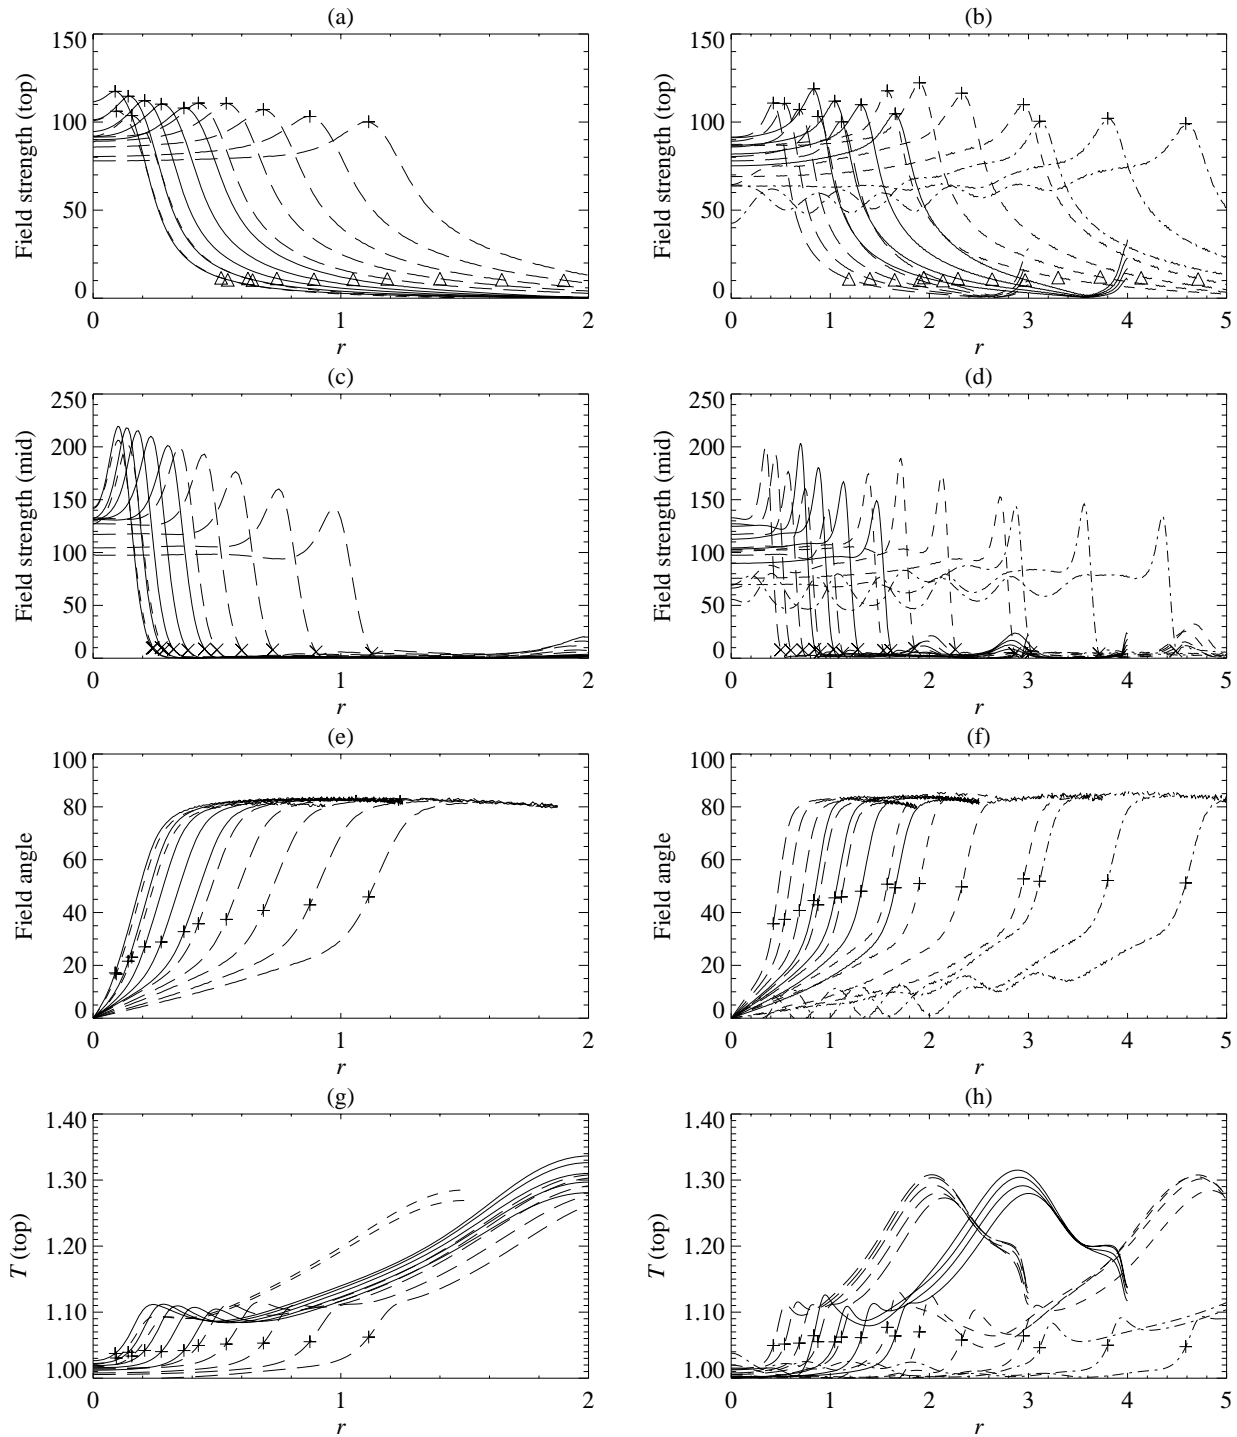 (a)
Field strength (top)
150
100
50
0
0 1 2
r
(b)
Field strength (top)
150
100
50
0
0 1 2 3 4 5
r
(c)
Field strength (mid)
250
200
150
100
50
0
0 1 2
r
(d)
Field strength (mid)
250
200
150
100
50
0
0 1 2 3 4 5
r
(e)
Field angle
100
80
60
40
20
0
0 1 2
r
(f)
Field angle
100
80
60
40
20
0
0 1 2 3 4 5
r
(g)
T (top)
1.40
1.30
1.20
1.10
1.00
0 1 2
r
(h)
T (top)
1.40
1.30
1.20
1.10
1.00
0 1 2 3 4 5
r